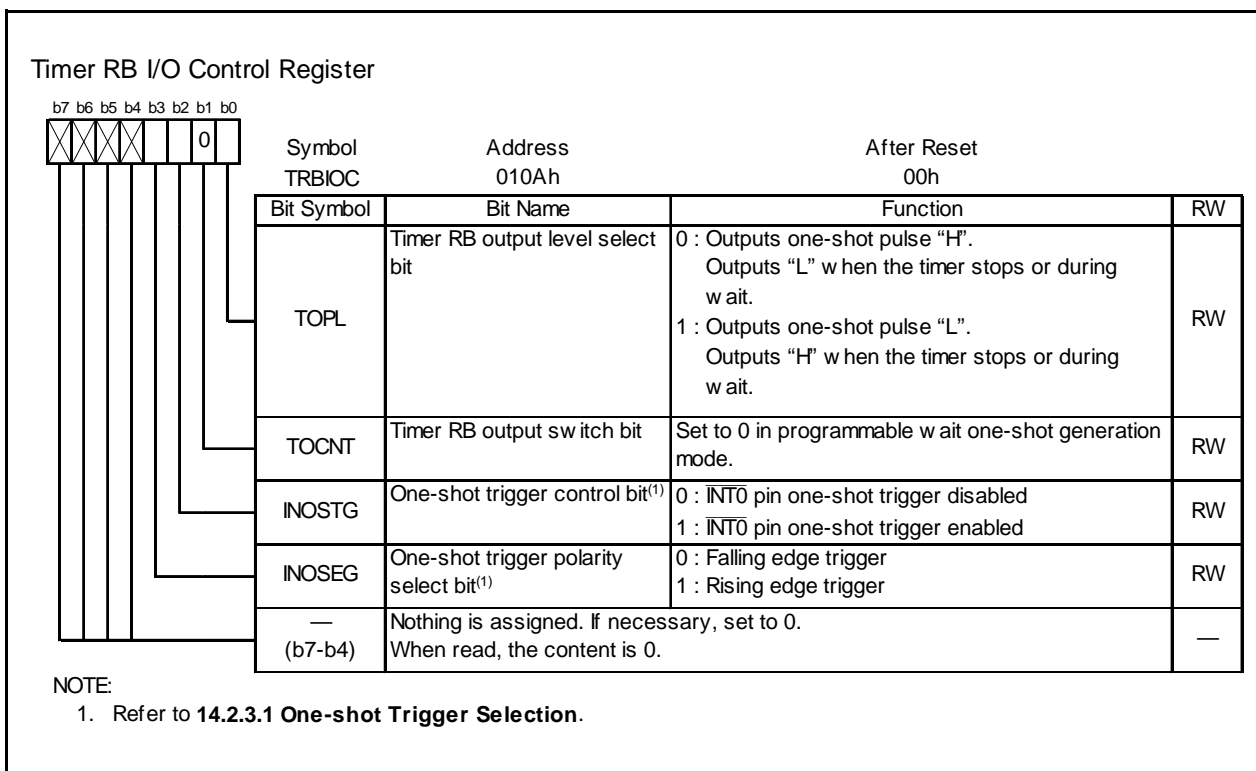 Timer RB I/O Control Register
b7 b6 b5 b4 b3 b2 b1 b0
0
Symbol Address After Reset
TRBIOC 010Ah 00h
Bit Symbol Bit Name Function RW
TOPL Timer RB output level select bit 0 : Outputs one-shot pulse “H”.
Outputs “L” when the timer stops or during
wait.
1 : Outputs one-shot pulse “L”.
Outputs “H” when the timer stops or during
wait.
RW
TOCNT Timer RB output switch bit Set to 0 in programmable wait one-shot generation
mode.
RW
INOSTG One-shot trigger control bit(1) 0 : INT0 pin one-shot trigger disabled
1 : INT0 pin one-shot trigger enabled
RW
INOSEG One-shot trigger polarity
select bit(1)
0 : Falling edge trigger
1 : Rising edge trigger
RW
—
(b7-b4)
Nothing is assigned. If necessary, set to 0.
When read, the content is 0.
—
NOTE:
1. Refer to 14.2.3.1 One-shot Trigger Selection.